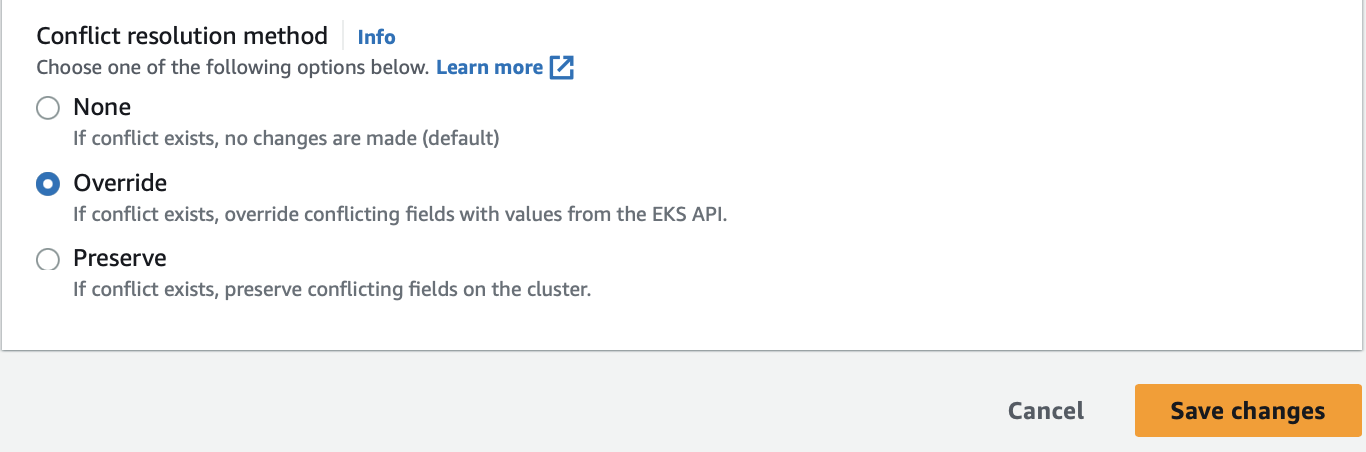 Conflict resolution method Info
Choose one of the following options below. Learn more
None
If conflict exists, no changes are made (default)
Override
If conflict exists, override conflicting fields with values from the EKS API.
Preserve
If conflict exists, preserve conflicting fields on the cluster.
Cancel Save changes